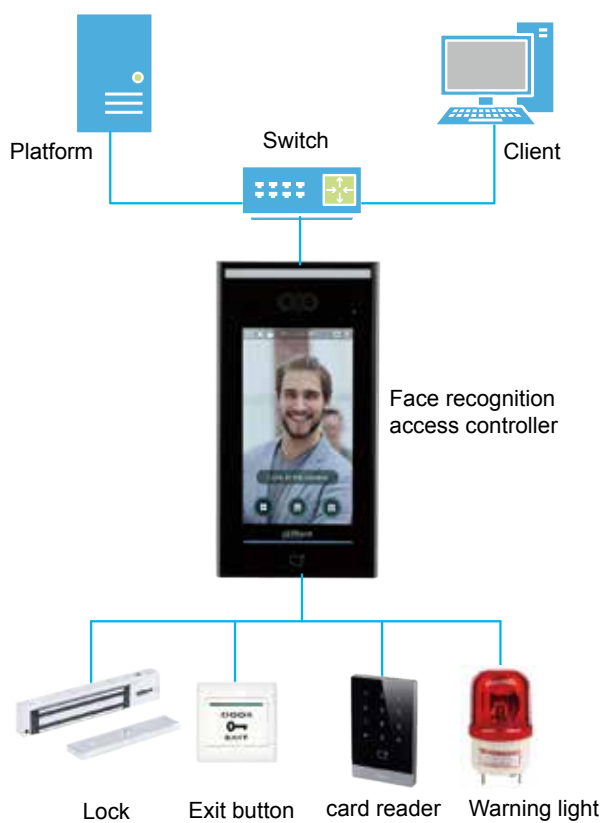 Platform
Switch
Client
Face recognition
access controller
Lock
Exit button
card reader
Warning light